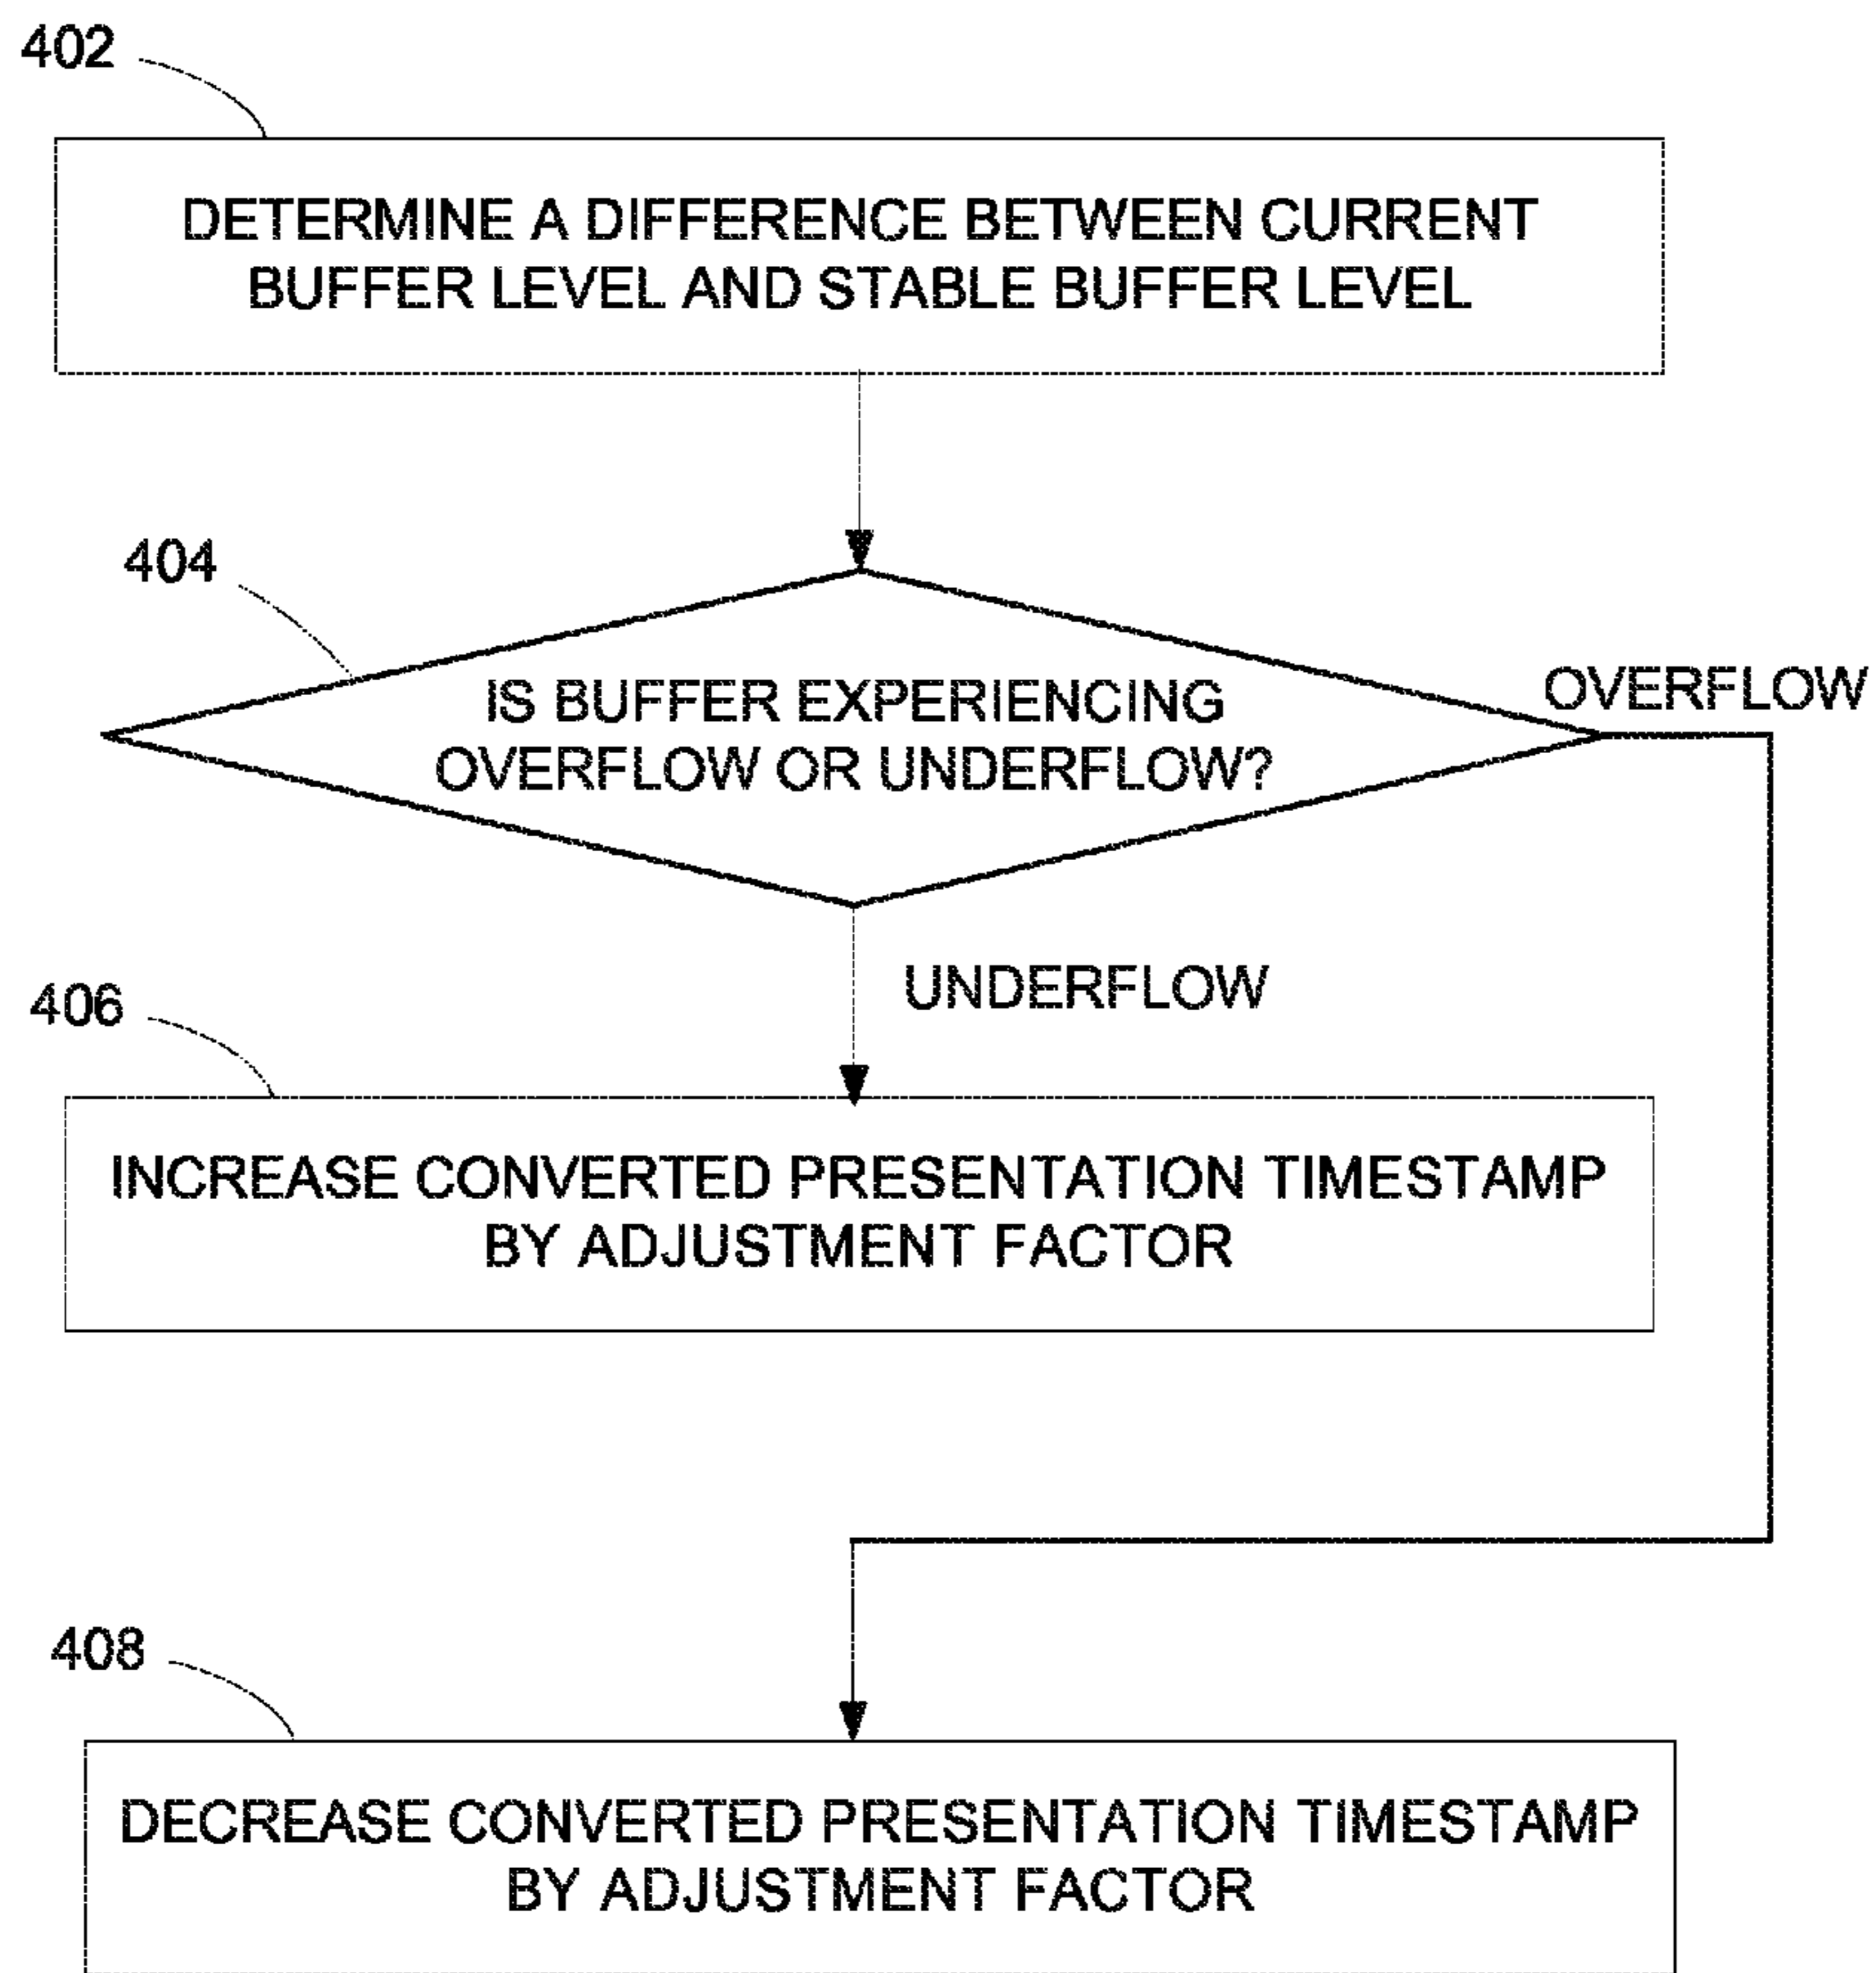 402
DETERMINE A DIFFERENCE BETWEEN CURRENT
BUFFER LEVEL AND STABLE BUFFER LEVEL
404
IS BUFFER EXPERIENCING
OVERFLOW OR UNDERFLOW?
OVERFLOW
UNDERFLOW
406
INCREASE CONVERTED PRESENTATION TIMESTAMP
BY ADJUSTMENT FACTOR
408
DECREASE CONVERTED PRESENTATION TIMESTAMP
BY ADJUSTMENT FACTOR